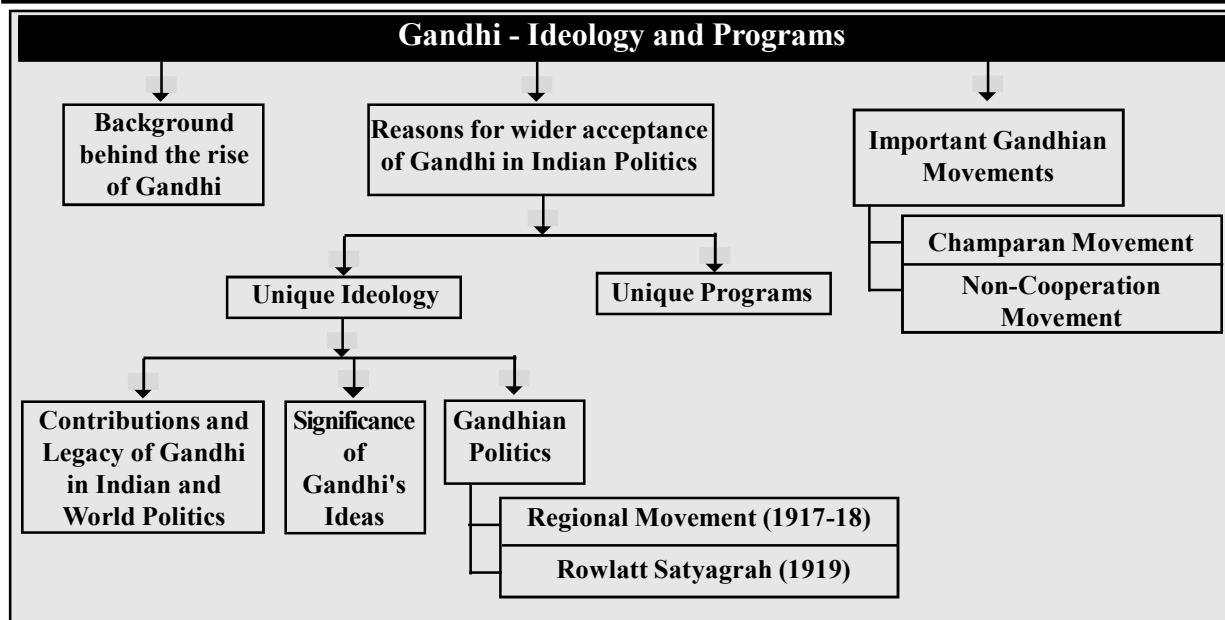 Gandhi - Ideology and Programs
Background
behind the rise
of Gandhi
Reasons for wider acceptance
of Gandhi in Indian Politics
Important Gandhian
Movements
Champaran Movement
Non-Cooperation
Movement
Unique Ideology
Unique Programs
Contributions and
Legacy of Gandhi
in Indian and
World Politics
Significance
of
Gandhi's
Ideas
Gandhian
Politics
Regional Movement (1917-18)
Rowlatt Satyagrah (1919)